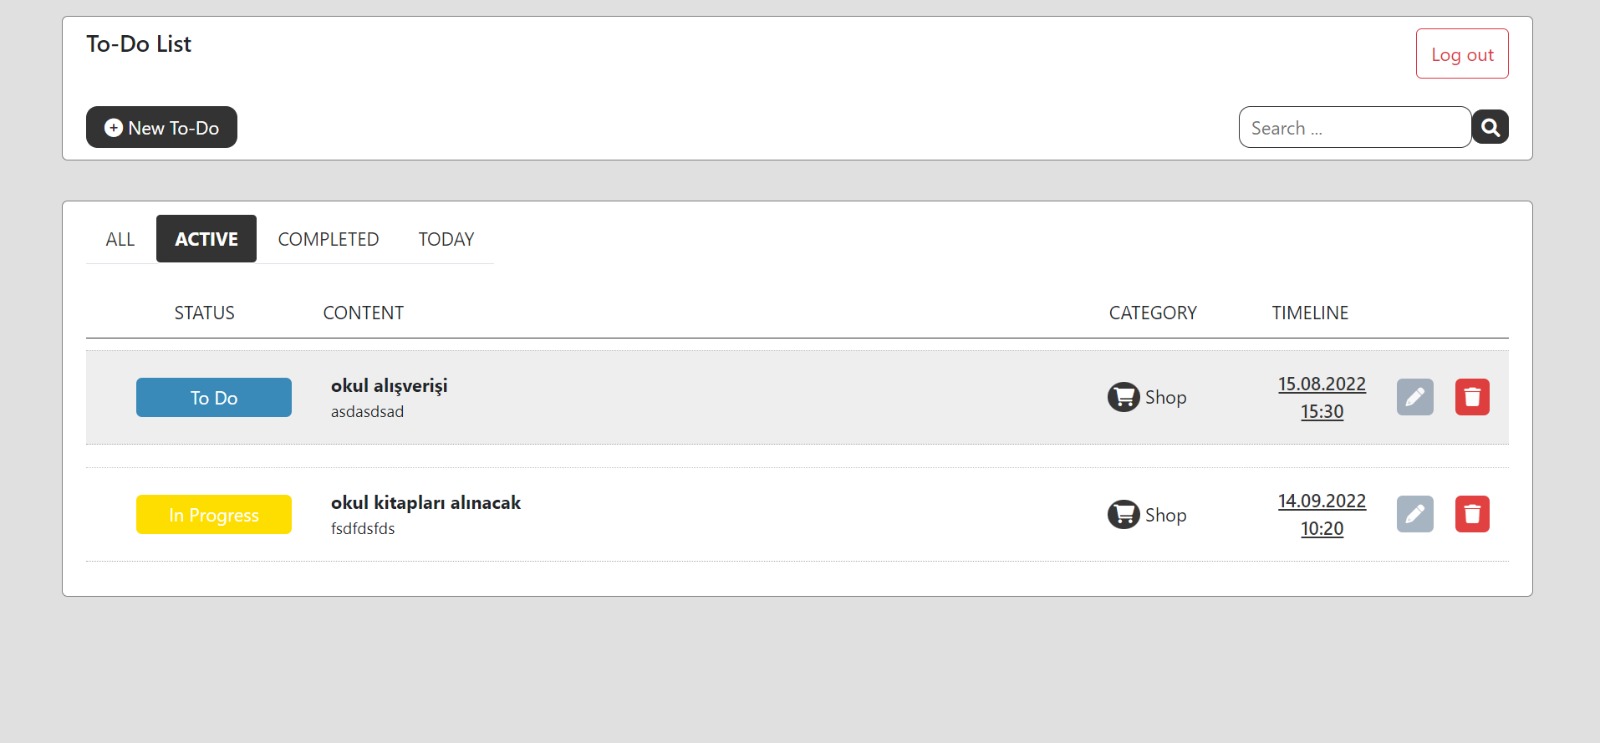 To-Do List
Log out
New To-Do
Search ...
ALL ACTIVE COMPLETED TODAY
STATUS CONTENT CATEGORY TIMELINE
To Do
okul alışverişi
asdasdsad
Shop
15.08.2022
15:30
In Progress
okul kitapları alınacak
fsdfdsfds
Shop
14.09.2022
10:20